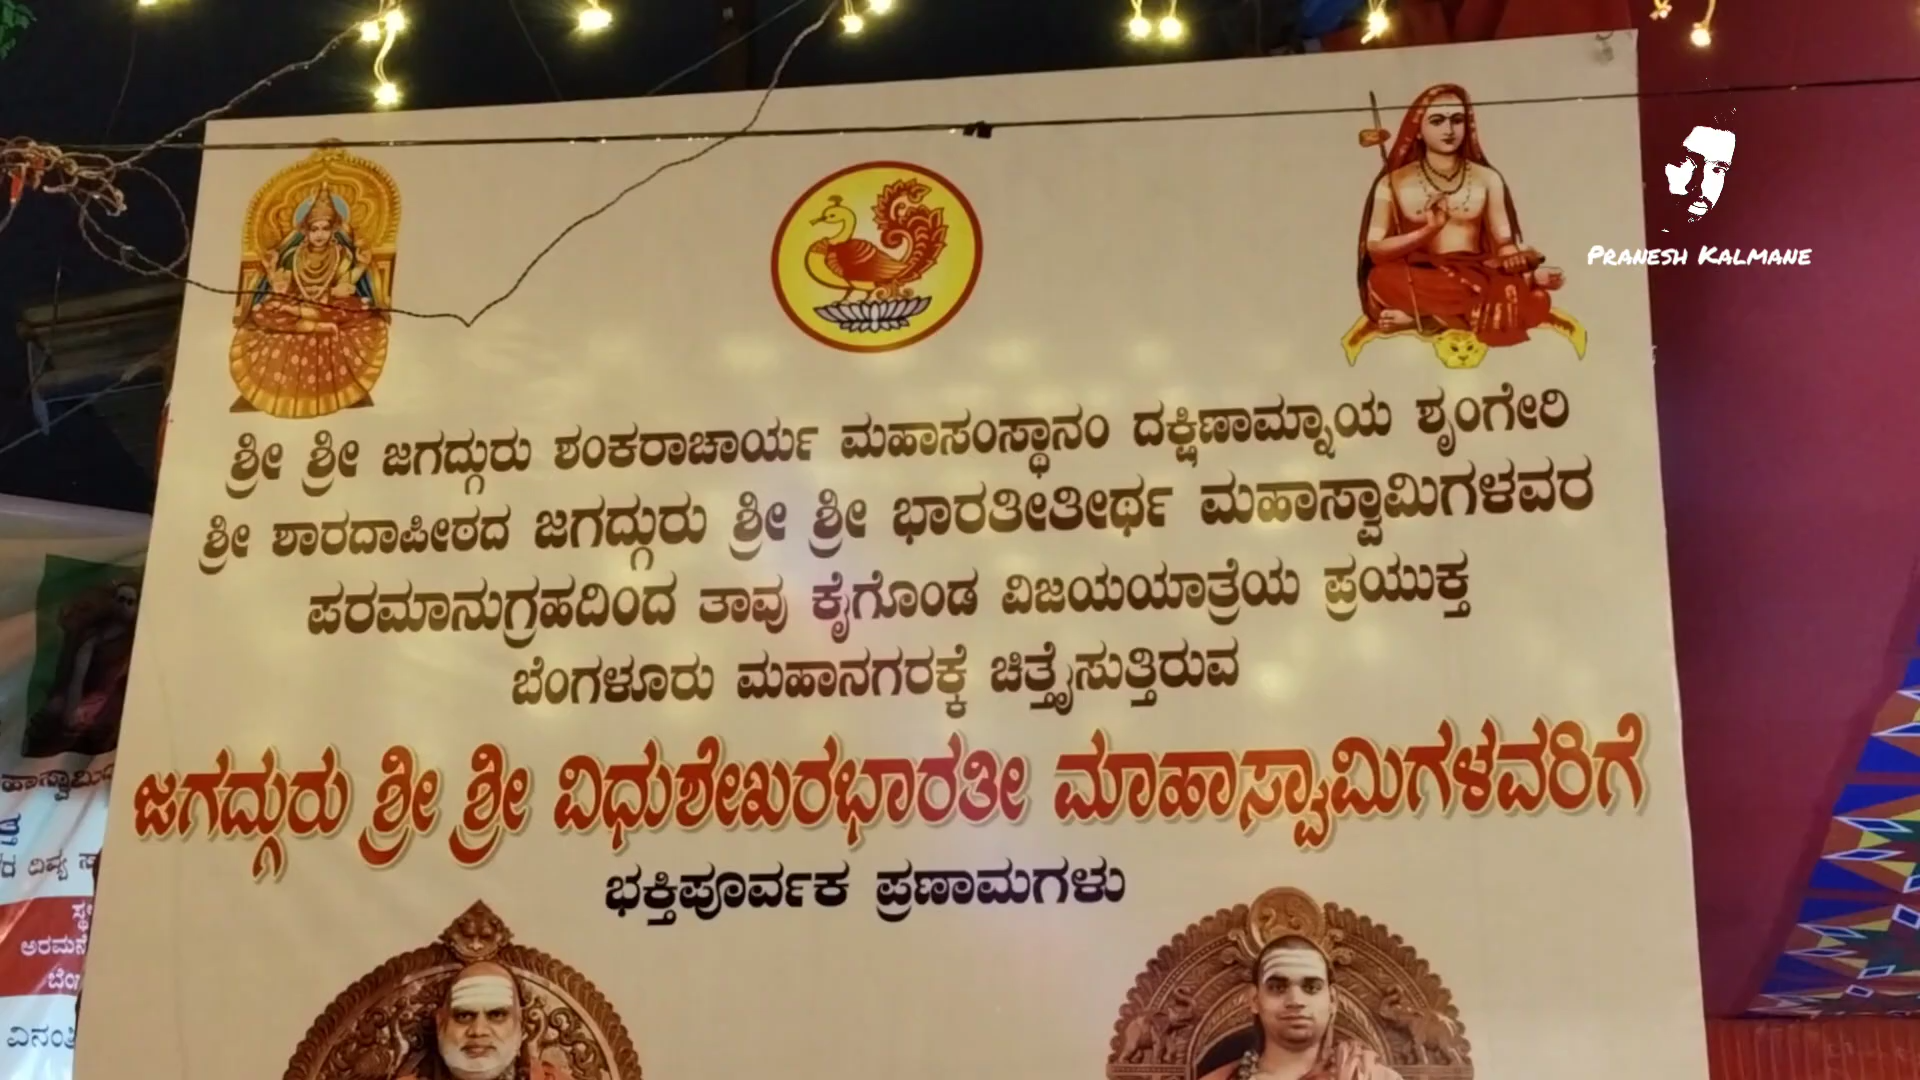 Pranesh Kalmane
ಶ್ರೀ ಶ್ರೀ ಜಗದ್ಗುರು ಶಂಕರಾಚಾರ್ಯ ಮಹಾಸಂಸ್ಥಾನಂ ದಕ್ಷಿಣಾಮ್ನಾಯ ಶೃಂಗೇರಿ
ಶ್ರೀ ಶಾರದಾಪೀಠದ ಜಗದ್ಗುರು ಶ್ರೀ ಶ್ರೀ ಭಾರತೀತೀರ್ಥ ಮಹಾಸ್ವಾಮಿಗಳವರ
ಪರಮಾನುಗ್ರಹದಿಂದ ತಾವು ಕೈಗೊಂಡ ವಿಜಯಯಾತ್ರೆಯ ಪ್ರಯುಕ್ತ
ಬೆಂಗಳೂರು ಮಹಾನಗರಕ್ಕೆ ಚಿತ್ತೈಸುತ್ತಿರುವ
ಜಗದ್ಗುರು ಶ್ರೀ ಶ್ರೀ ವಿಧುಶೇಖರಭಾರತೀ ಮಾಹಾಸ್ವಾಮಿಗಳವರಿಗೆ
ಭಕ್ತಿಪೂರ್ವಕ ಪ್ರಣಾಮಗಳು